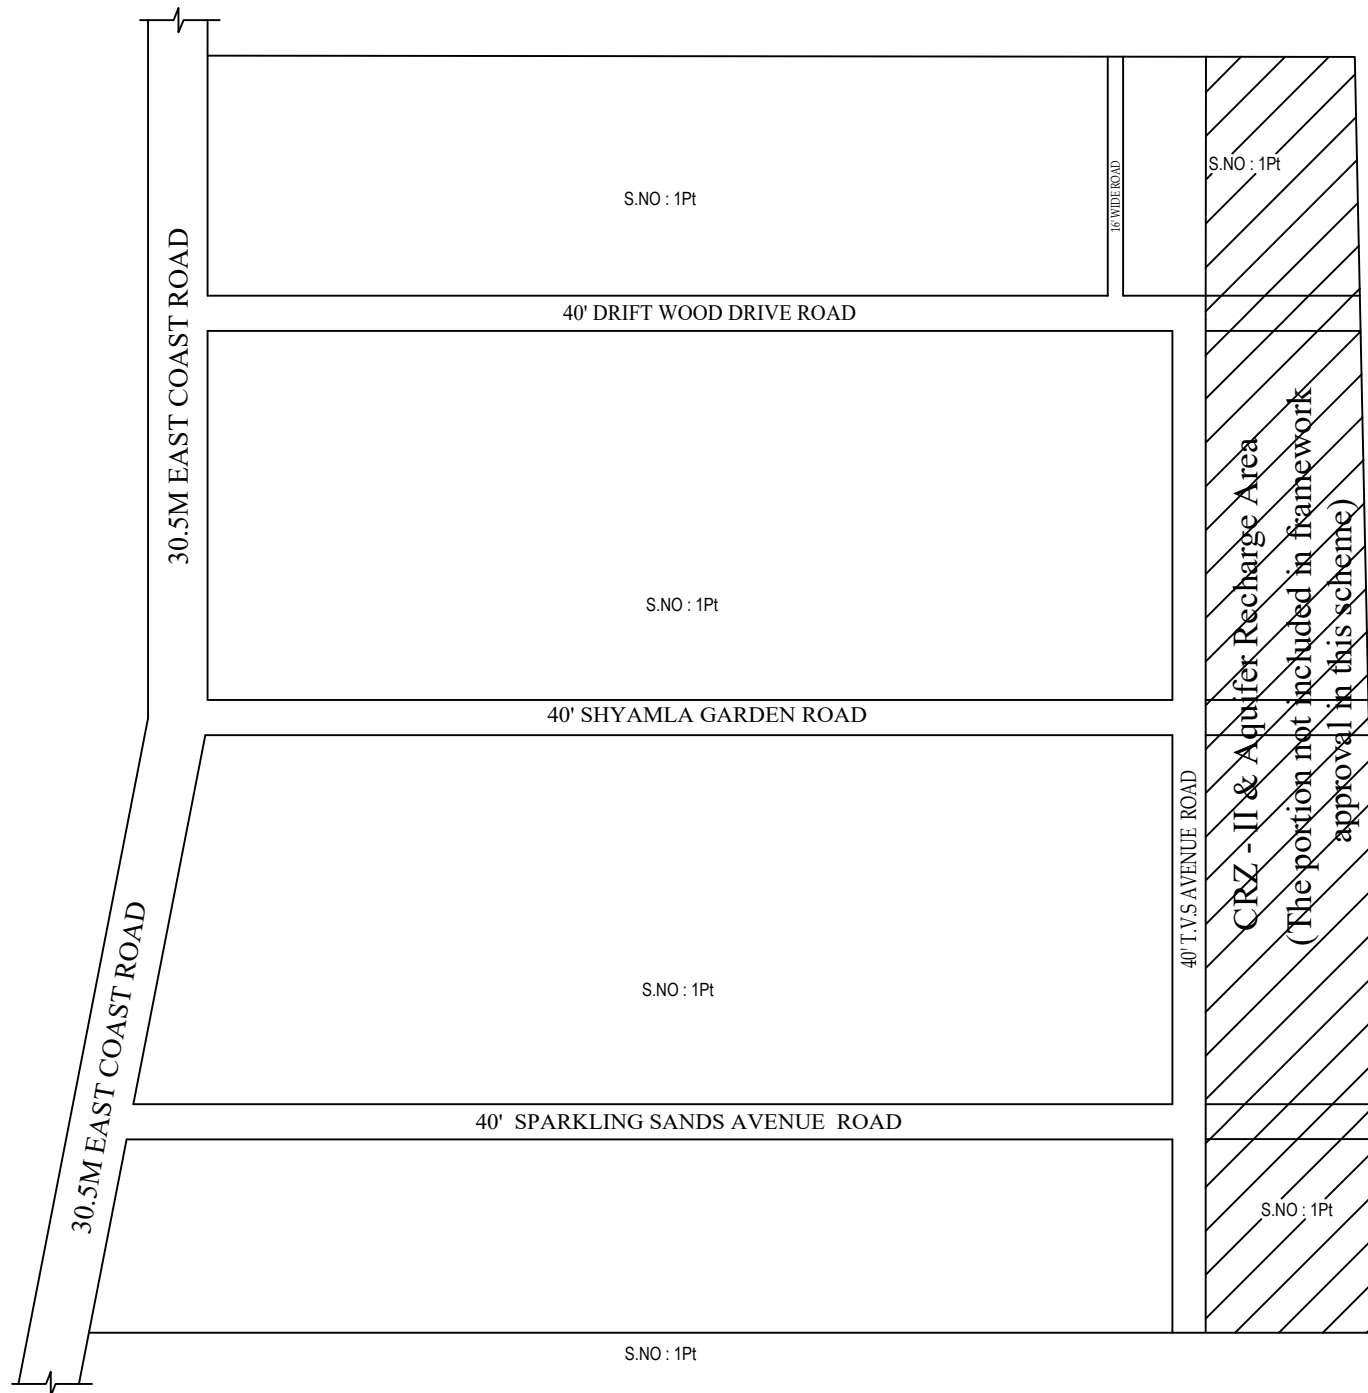 S.NO : 1Pt
16' WIDE ROAD
S.NO : 1Pt
30.5M EAST COAST ROAD
40' DRIFT WOOD DRIVE ROAD
S.NO : 1Pt
CRZ - II & Aquifer Recharge Area
(The portion not included in framework
approval in this scheme)
40' SHYAMLA GARDEN ROAD
40' T.V.S AVENUE ROAD
30.5M EAST COAST ROAD
S.NO : 1Pt
40' SPARKLING SANDS AVENUE ROAD
S.NO : 1Pt
S.NO : 1Pt